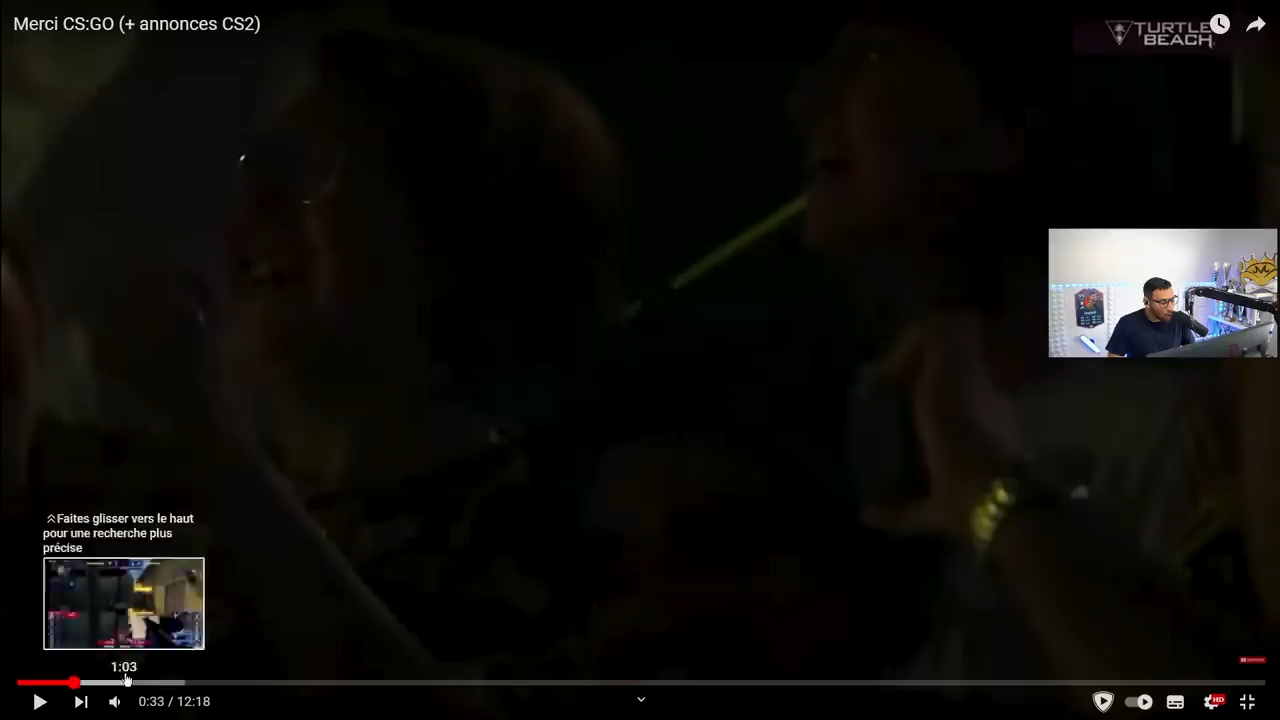 Merci CS:GO (+ annonces CS2)
TURTLE
BEACH
Faites glisser vers le haut
pour une recherche plus
précise
1:03
0:33 / 12:18
HD